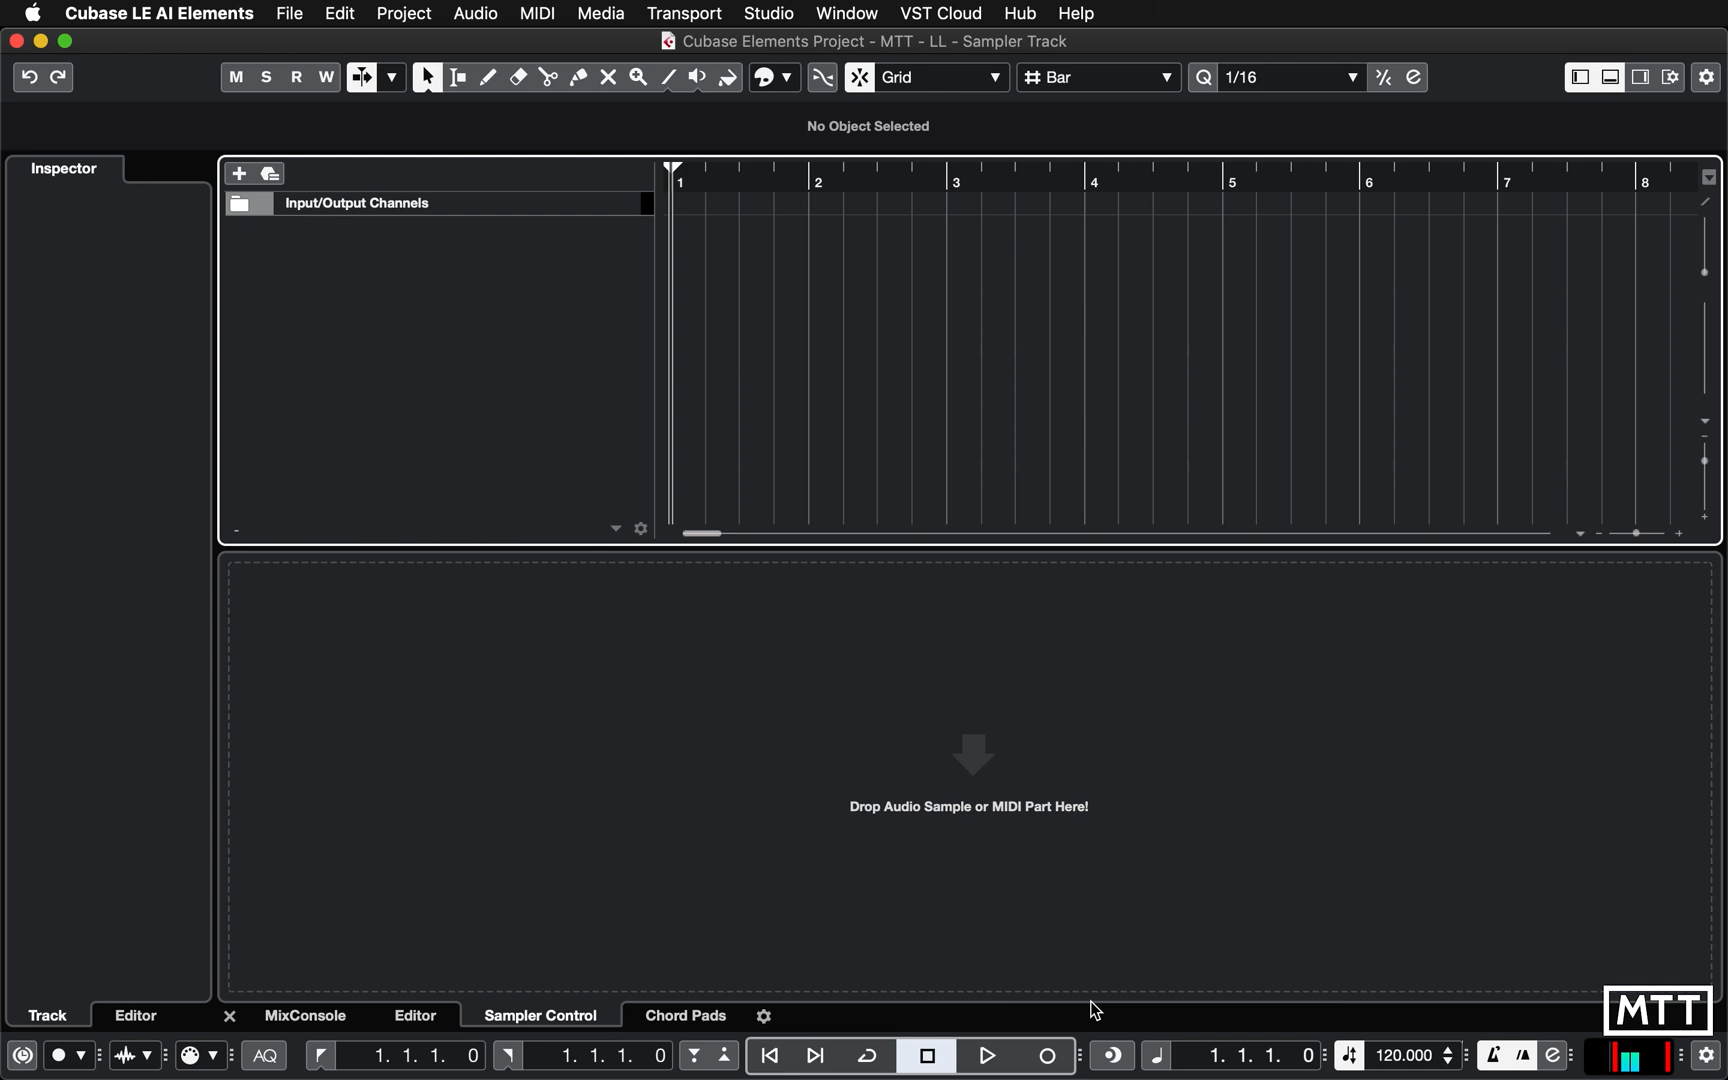 Cubase LE AI Elements File Edit Project Audio MIDI Media Transport Studio Window VST Cloud Hub Help
Cubase Elements Project - MTT - LL - Sampler Track
M S R W Grid Bar Q 1/16
No Object Selected
Inspector
1 2 3 4 5 6 7 8
Input/Output Channels
Drop Audio Sample or MIDI Part Here!
MTT
Track Editor MixConsole Editor Sampler Control Chord Pads
AQ 1. 1. 1. 0 1. 1. 1. 0 1. 1. 1. 0 120.000